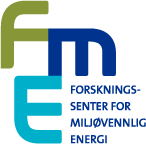 FME
FORSKNINGS-
SENTER FOR
MILJØVENNLIG
ENERGI